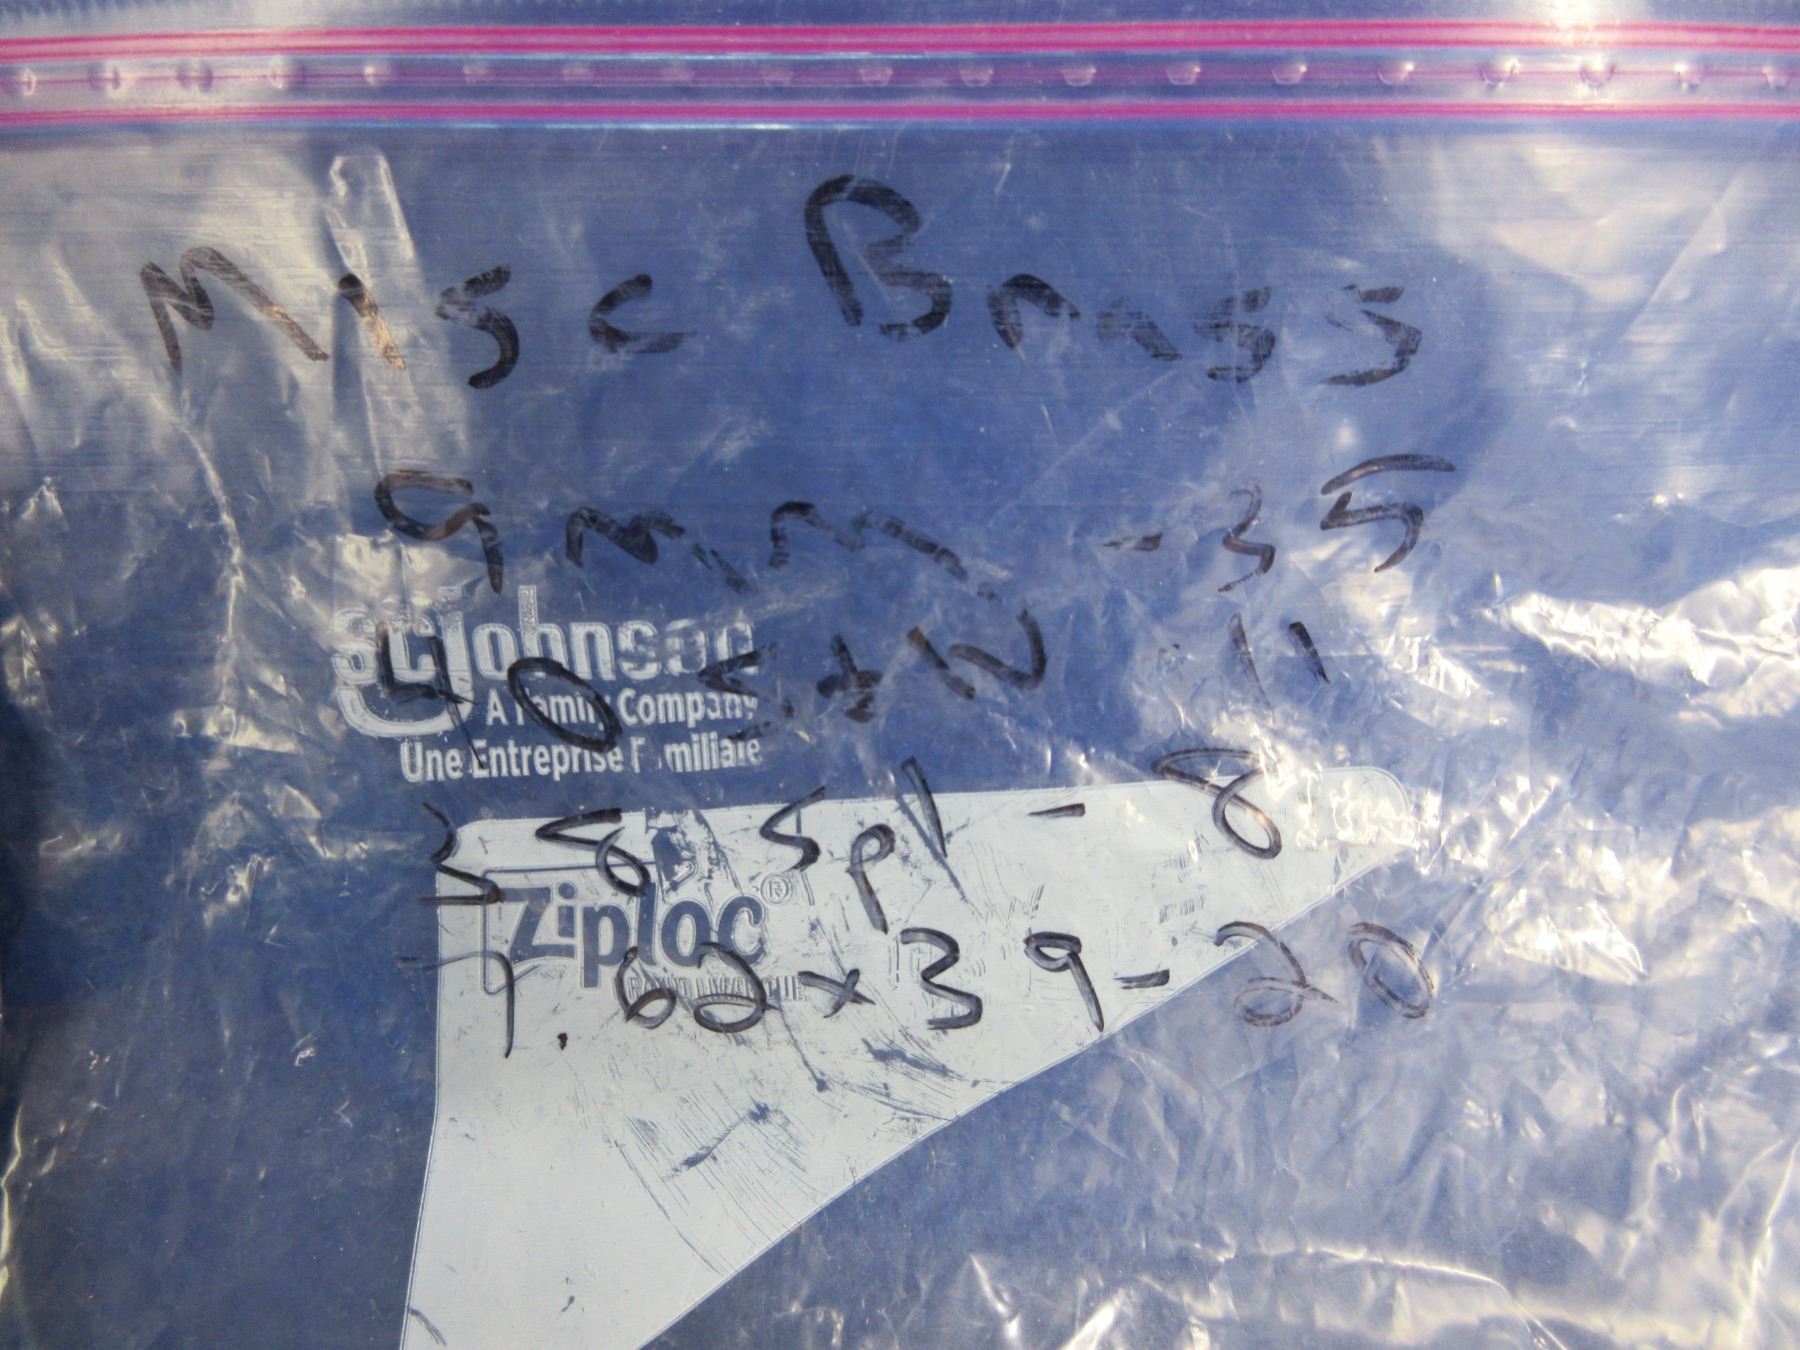 Misc Brass
9mm - 35
SC Johnson
40 S+W - 11
A Family Company
Une Entreprise Familiale
38 Spl - 8
Ziploc®
7.62x39 - 20